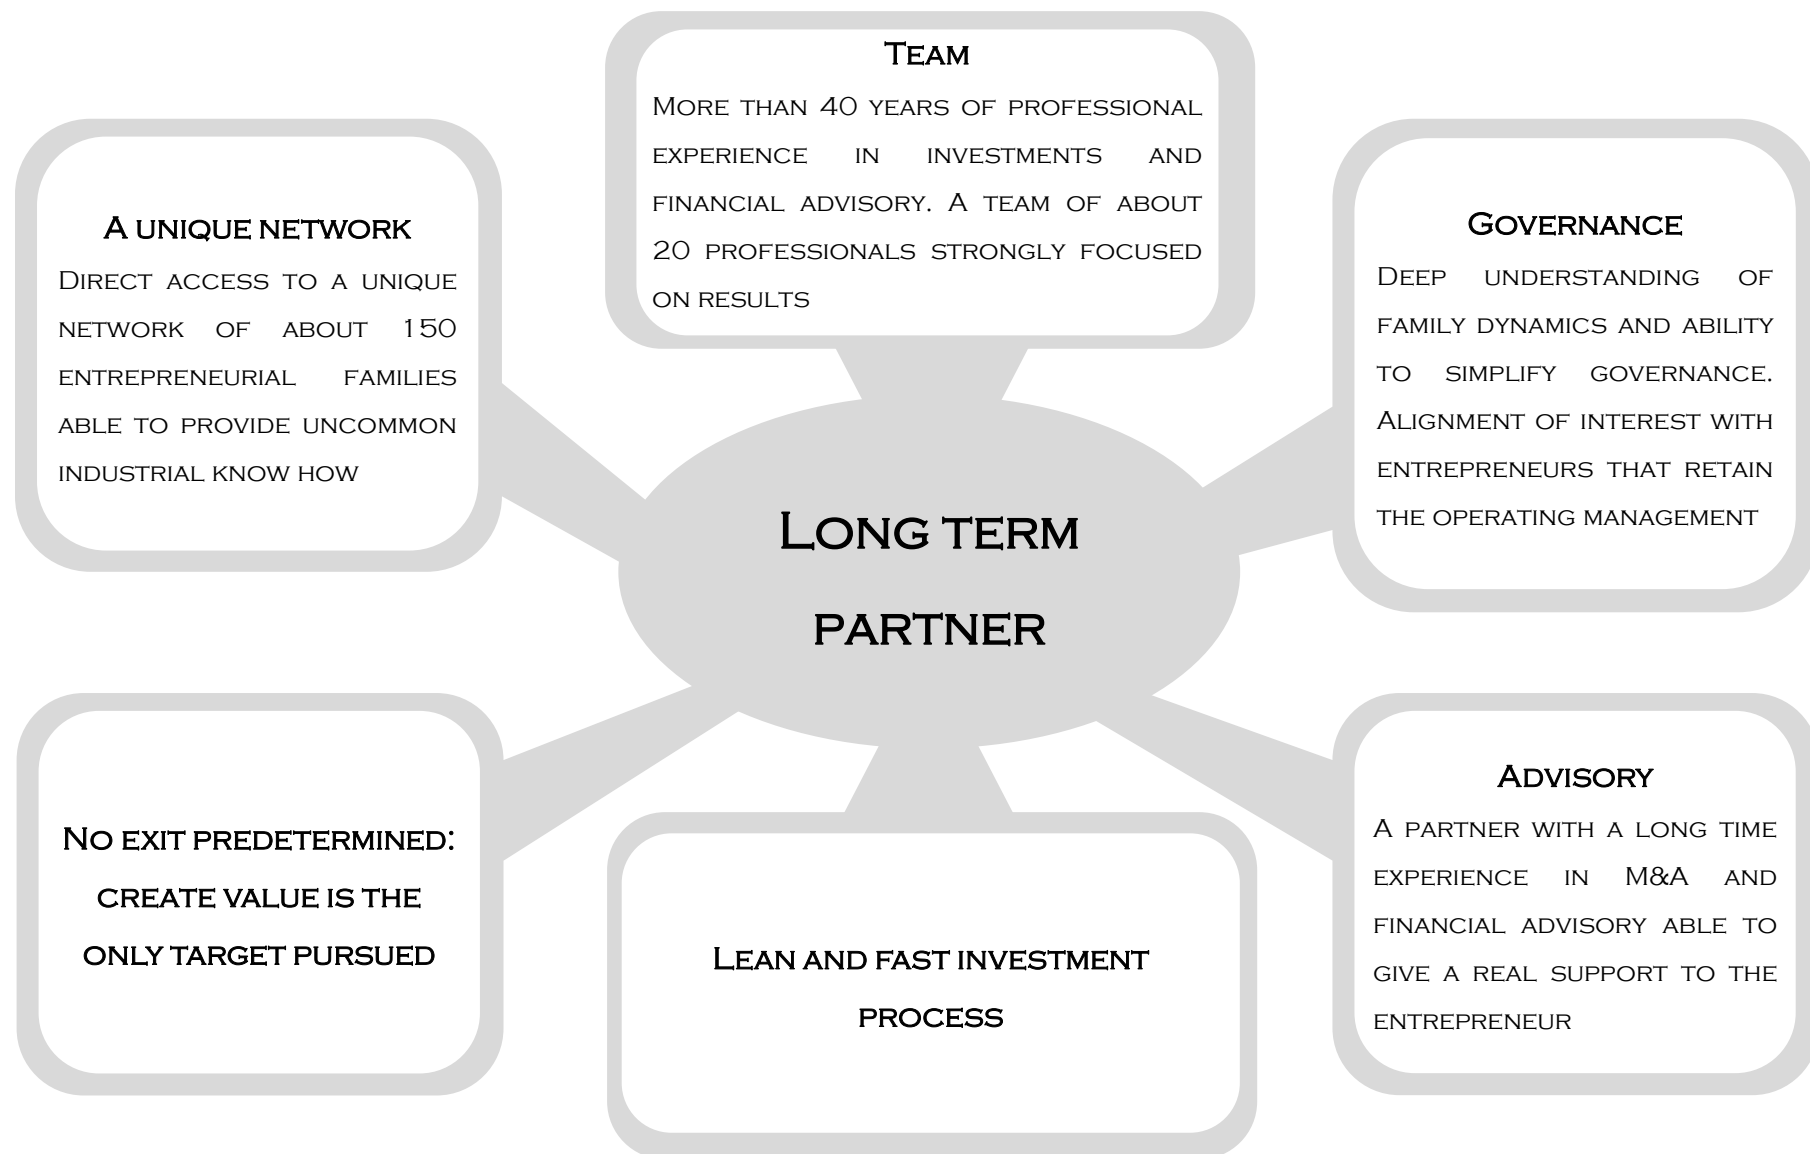 Team
More than 40 years of professional
experience in investments and
financial advisory. A team of about
20 professionals strongly focused
on results
A unique network
Direct access to a unique
network of about 150
entrepreneurial families
able to provide uncommon
industrial know how
Governance
Deep understanding of
family dynamics and ability
to simplify governance.
Alignment of interest with
entrepreneurs that retain
the operating management
Long term
partner
No exit predetermined:
create value is the
only target pursued
Lean and fast investment
process
Advisory
A partner with a long time
experience in M&A and
financial advisory able to
give a real support to the
entrepreneur